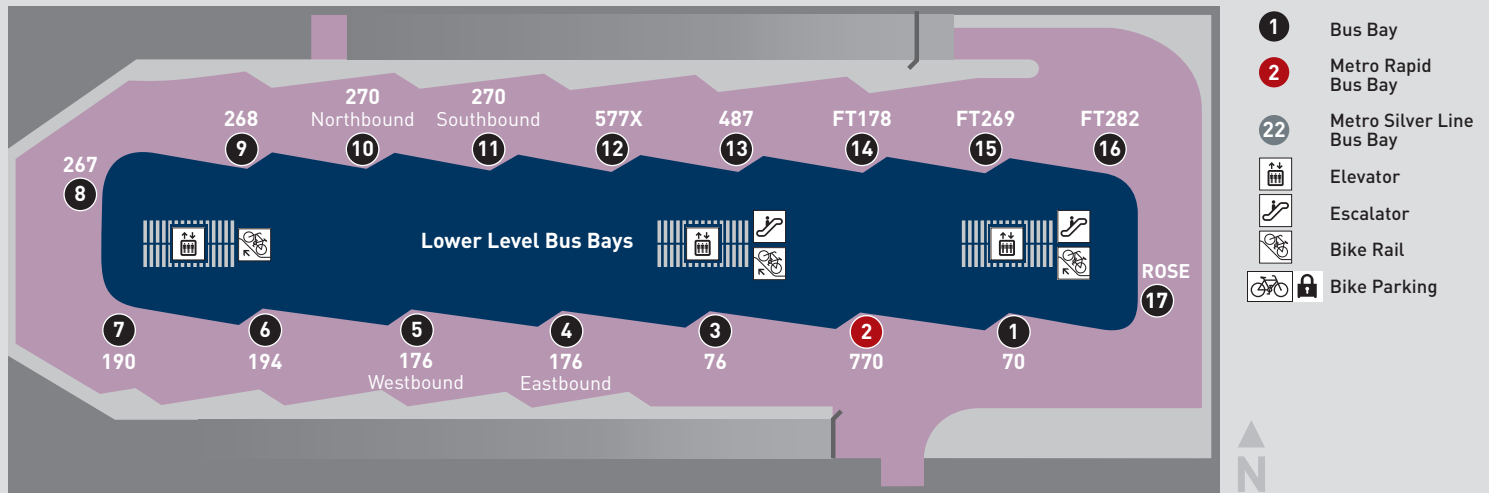 270
Northbound
270
Southbound
268
577X
487
FT178
FT269
FT282
9
10
11
12
13
14
15
16
267
8
Lower Level Bus Bays
ROSE
17
7
6
5
4
3
2
1
190
194
176
Westbound
176
Eastbound
76
770
70
1
Bus Bay
2
Metro Rapid
Bus Bay
22
Metro Silver Line
Bus Bay
Elevator
Escalator
Bike Rail
Bike Parking
N